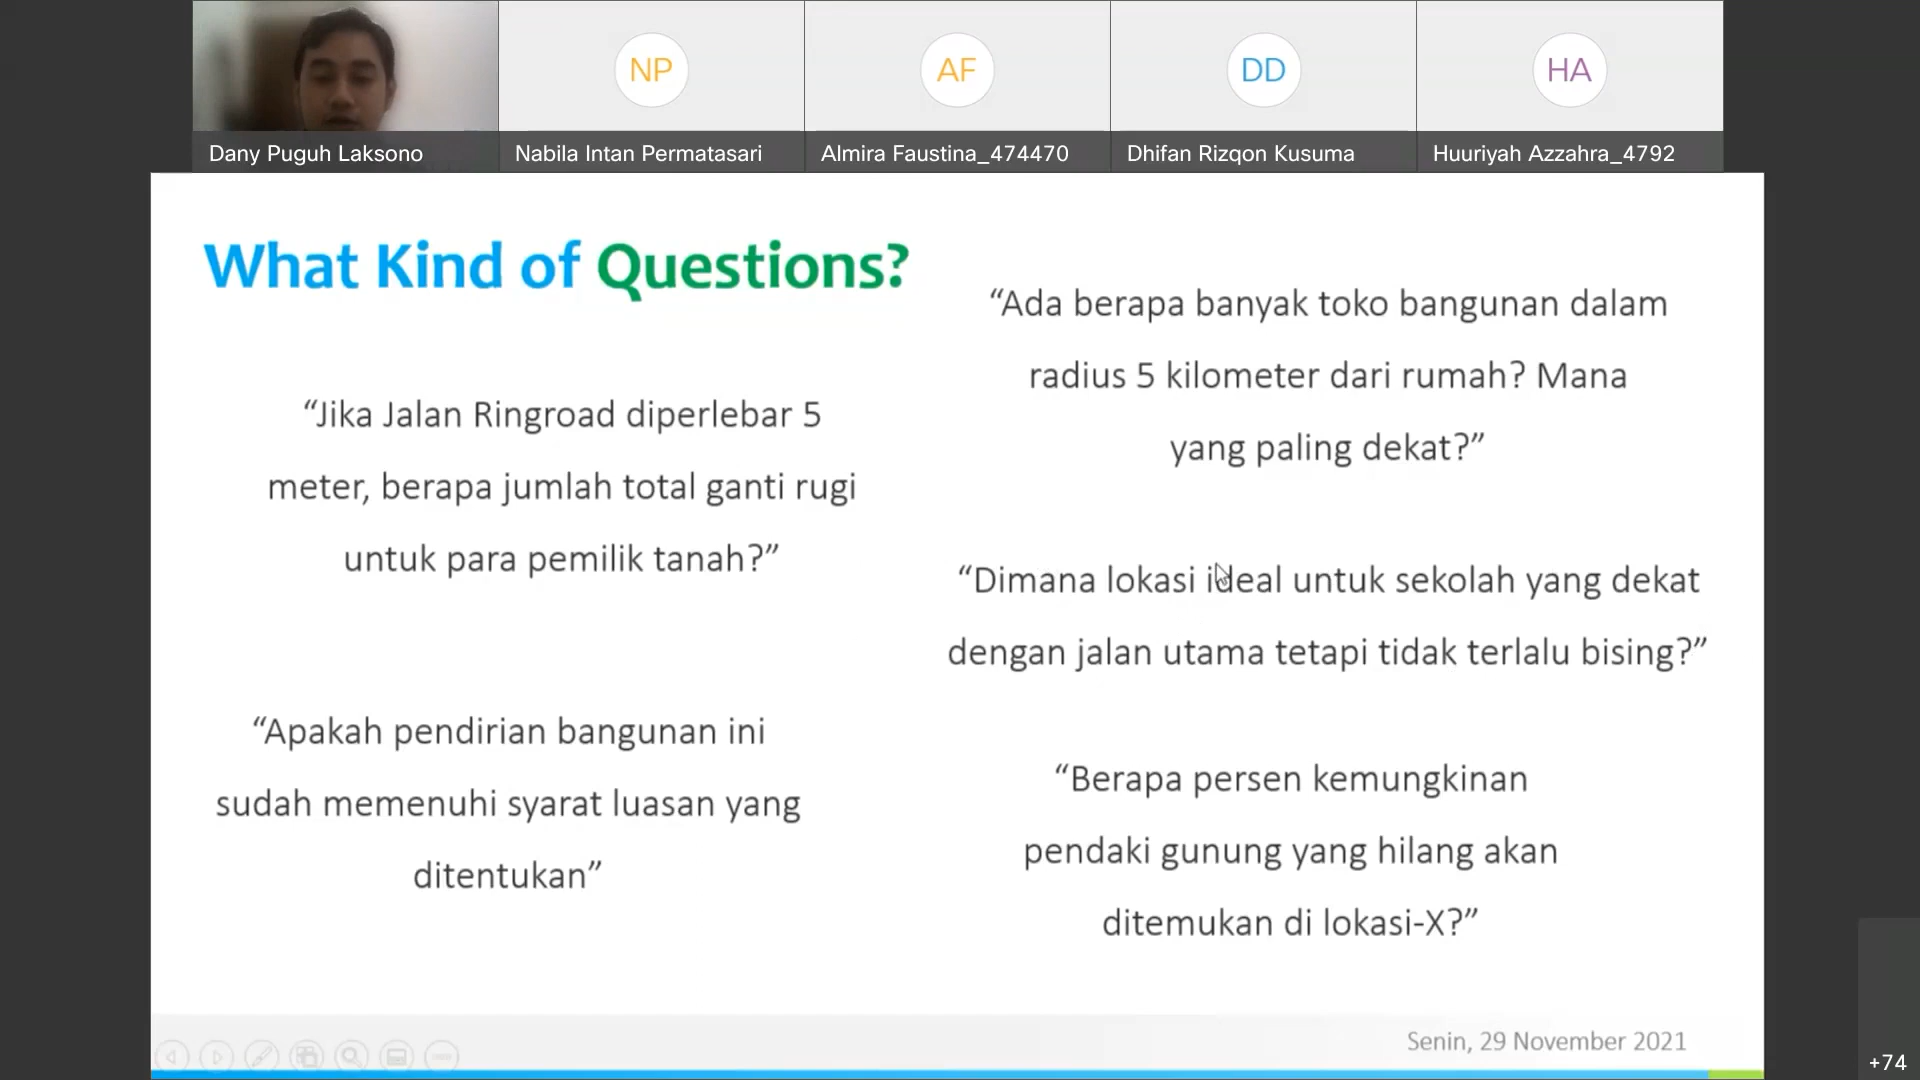 NP
AF
DD
HA
Dany Puguh Laksono
Nabila Intan Permatasari
Almira Faustina_474470
Dhifan Rizqon Kusuma
Huuriyah Azzahra_4792
What Kind of Questions?
“Jika Jalan Ringroad diperlebar 5
meter, berapa jumlah total ganti rugi
untuk para pemilik tanah?”
“Apakah pendirian bangunan ini
sudah memenuhi syarat luasan yang
ditentukan”
“Ada berapa banyak toko bangunan dalam
radius 5 kilometer dari rumah? Mana
yang paling dekat?”
“Dimana lokasi ideal untuk sekolah yang dekat
dengan jalan utama tetapi tidak terlalu bising?”
“Berapa persen kemungkinan
pendaki gunung yang hilang akan
ditemukan di lokasi-X?”
Senin, 29 November 2021
+74